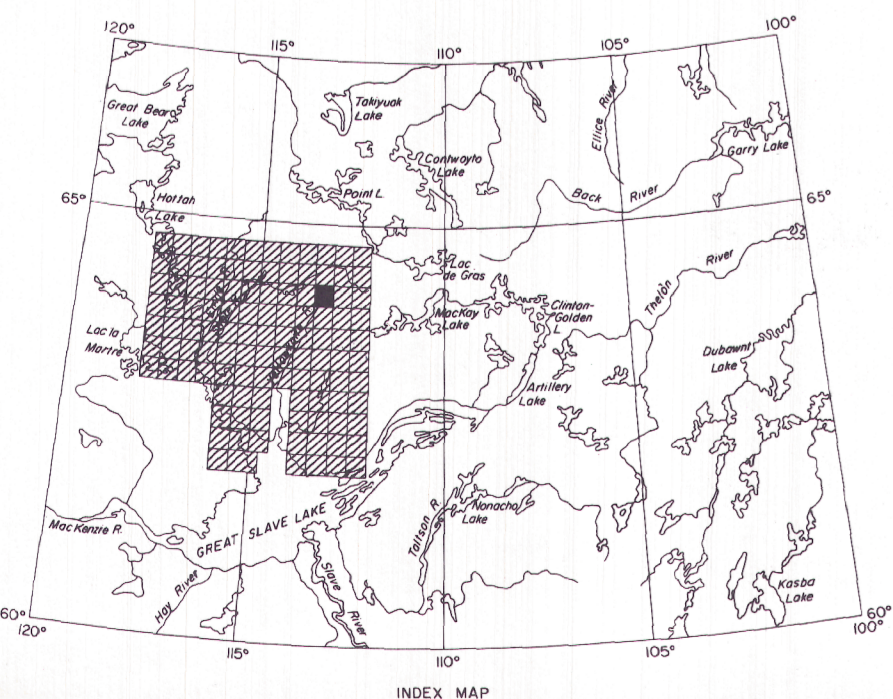 120°
115°
110°
105°
100°
Great Bear
Lake
Takiyuak
Lake
Ellice River
Contwoyto
Lake
Garry Lake
Hottah
Lake
Point L.
Back River
65°
65°
Lac
de Gras
Thelon River
MacKay
Lake
Clinton-
Golden
L.
Yellowknife R.
Lac la
Martre
Dubawnt
Lake
Artillery
Lake
Taltson R.
Nonacho
Lake
MacKenzie R.
GREAT SLAVE LAKE
Hay River
Slave River
Kasba
Lake
60°
120°
115°
110°
105°
60°
100°
INDEX MAP